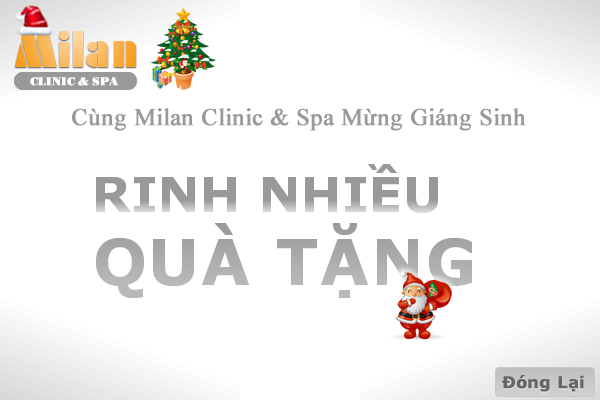 Milan
CLINIC & SPA
Cùng Milan Clinic & Spa Mừng Giáng Sinh
RINH NHIỀU
QUÀ TẶNG
Đóng Lại